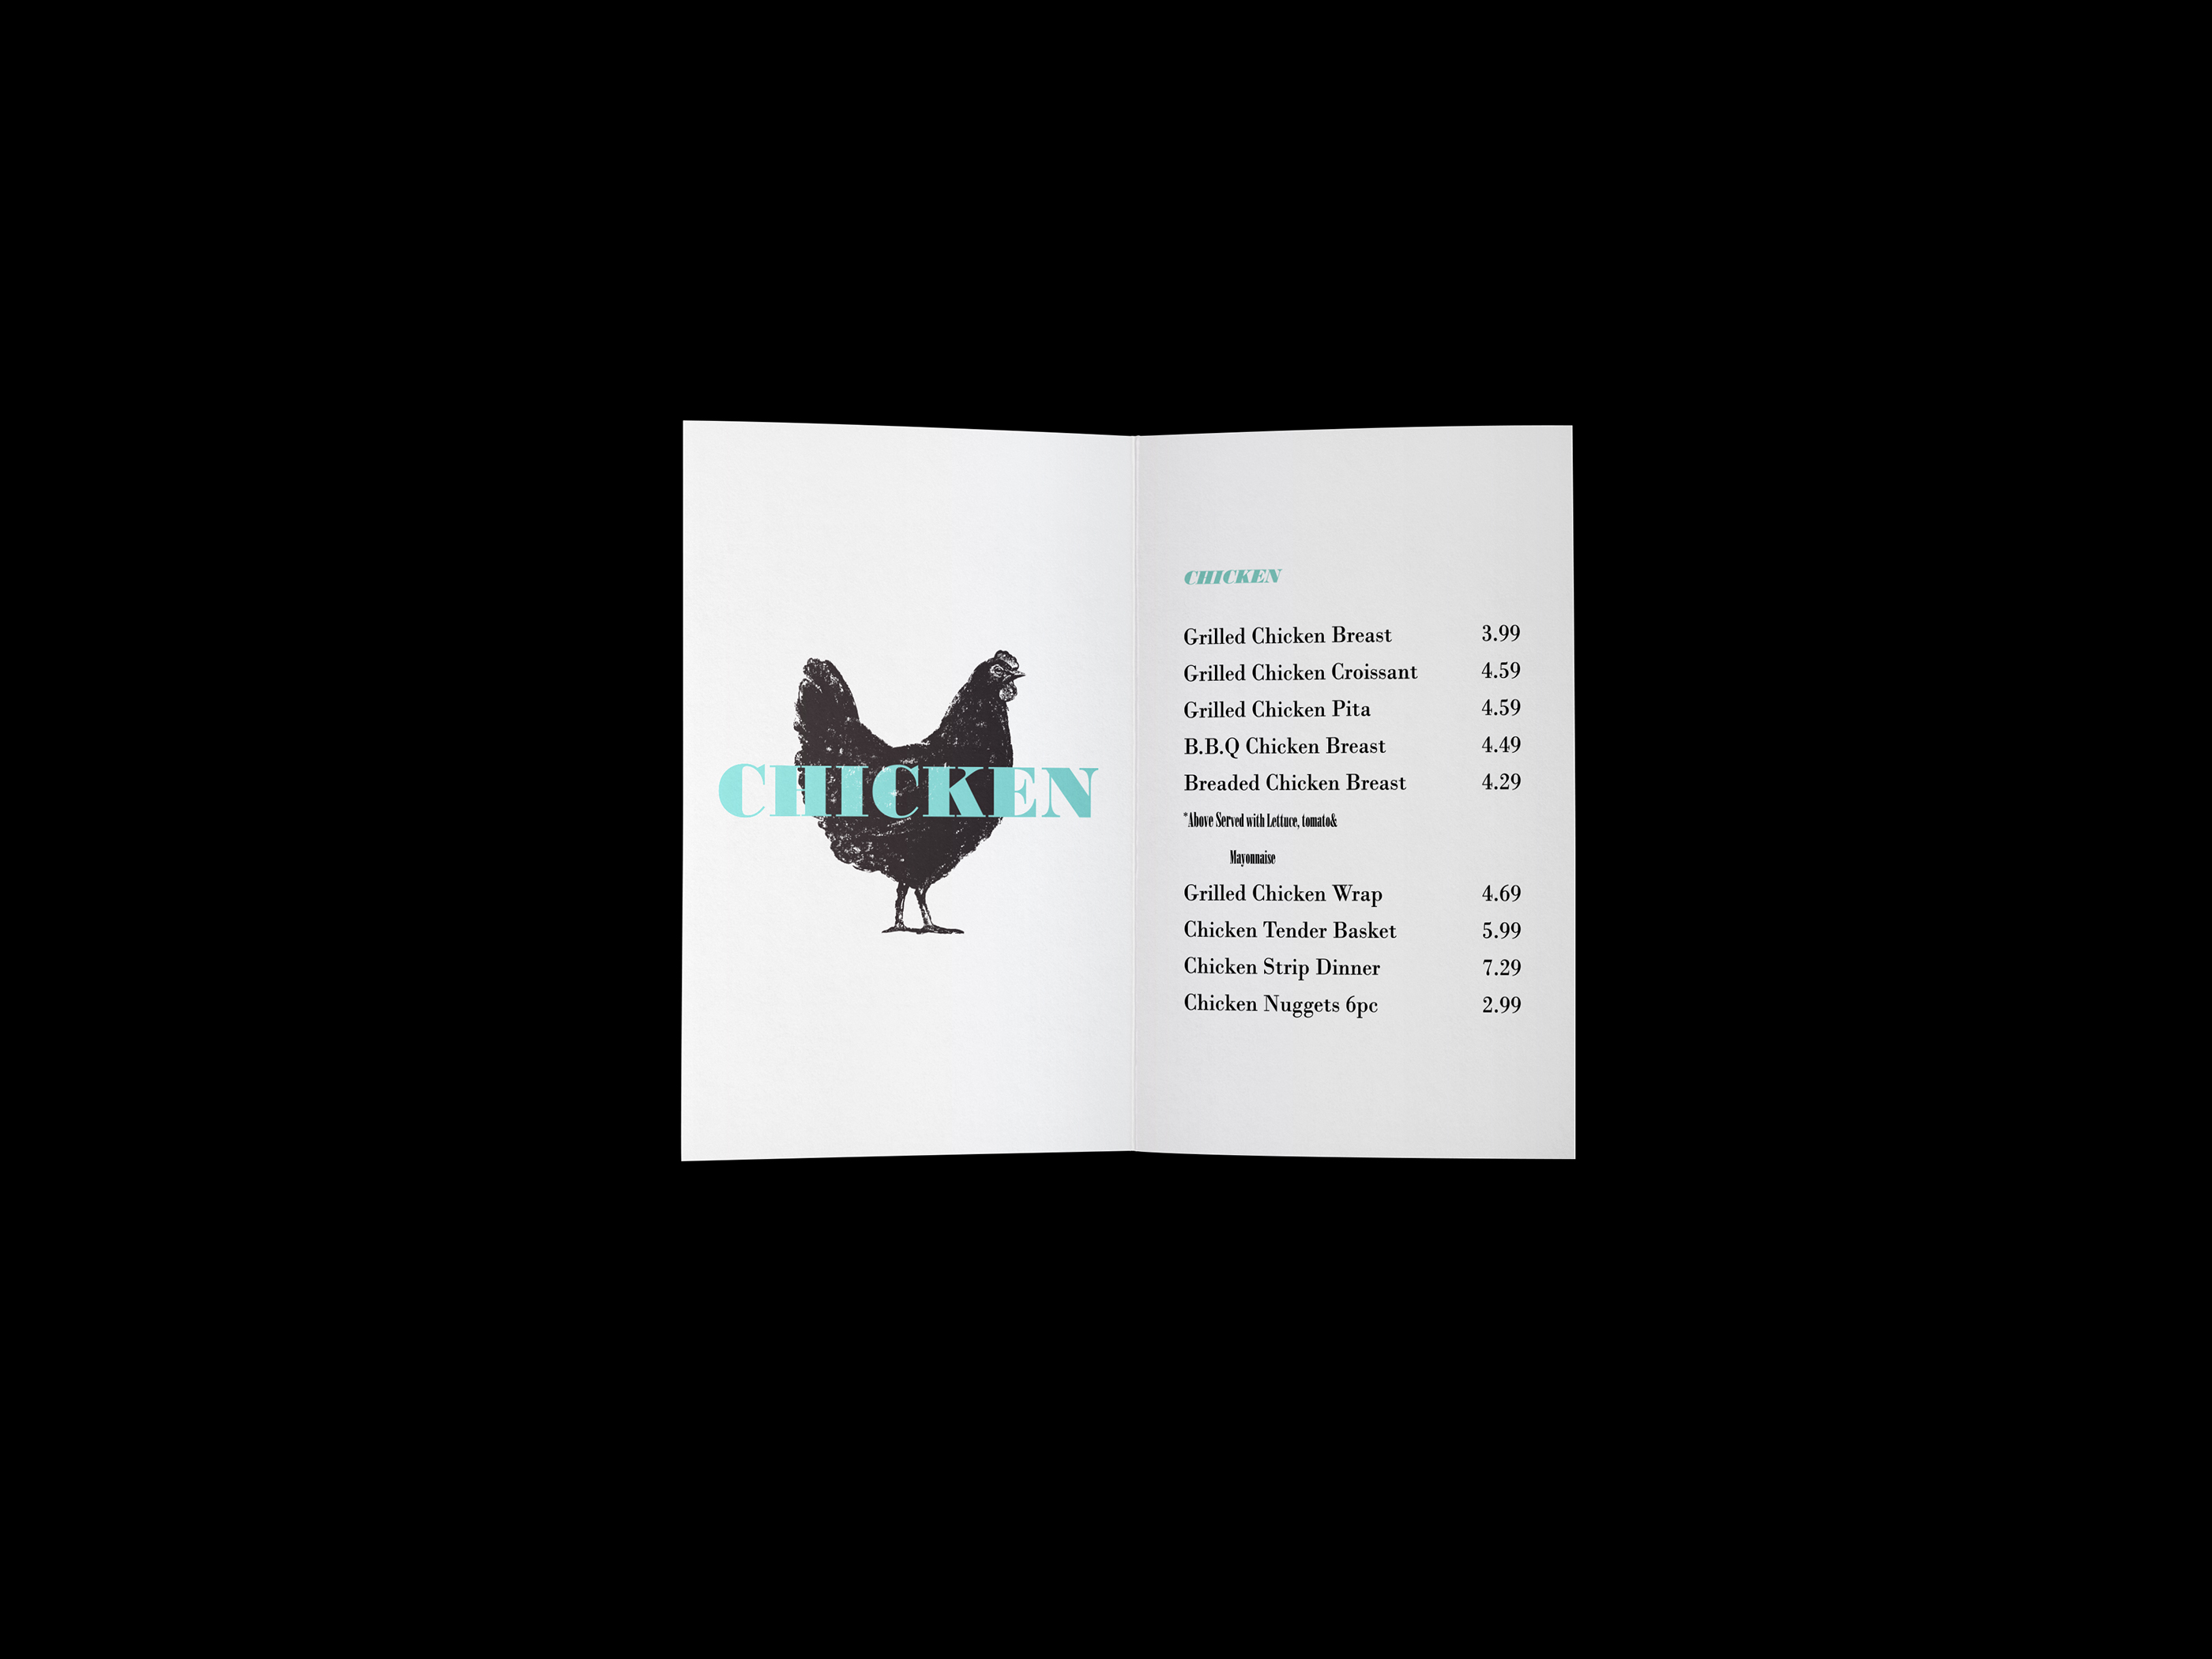 CHICKEN
CHICKEN
Grilled Chicken Breast 3.99
Grilled Chicken Croissant 4.59
Grilled Chicken Pita 4.59
B.B.Q Chicken Breast 4.49
Breaded Chicken Breast 4.29
*Above Served with Lettuce, tomato&
Mayonnaise
Grilled Chicken Wrap 4.69
Chicken Tender Basket 5.99
Chicken Strip Dinner 7.29
Chicken Nuggets 6pc 2.99